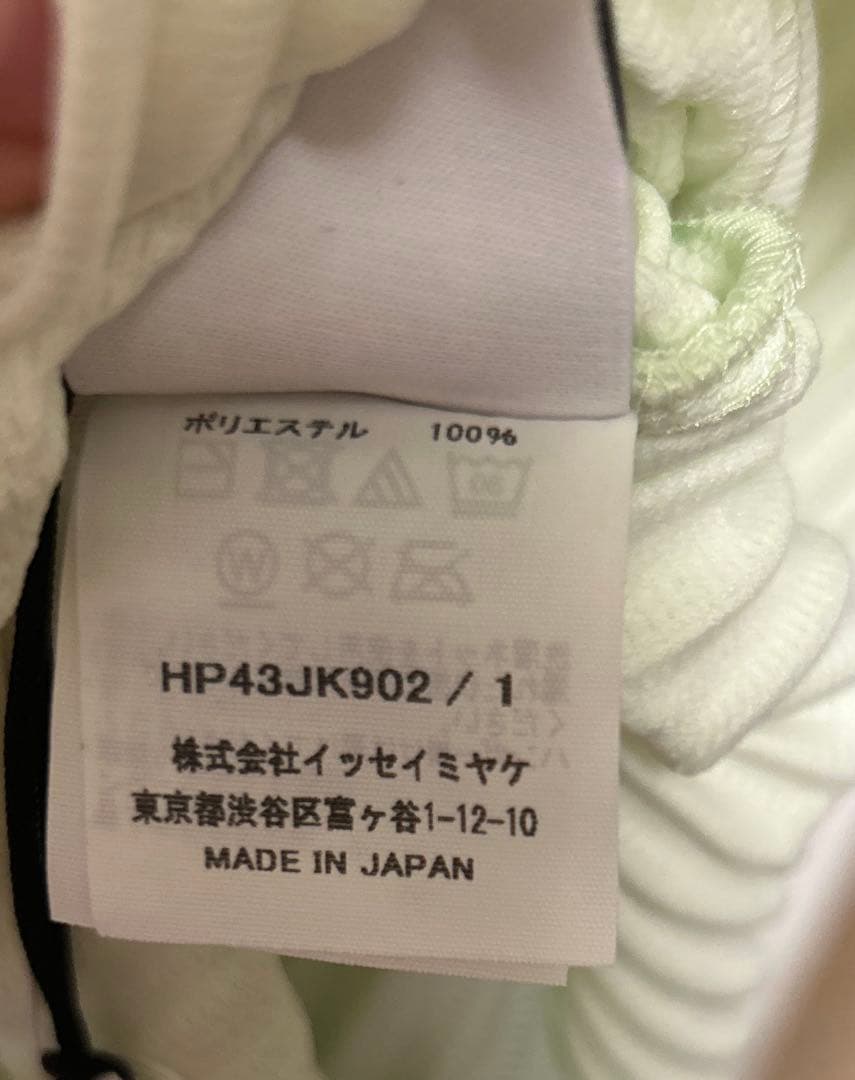 ポリエステル 100%
HP43JK902 / 1
株式会社イッセイミヤケ
東京都渋谷区富ヶ谷1-12-10
MADE IN JAPAN